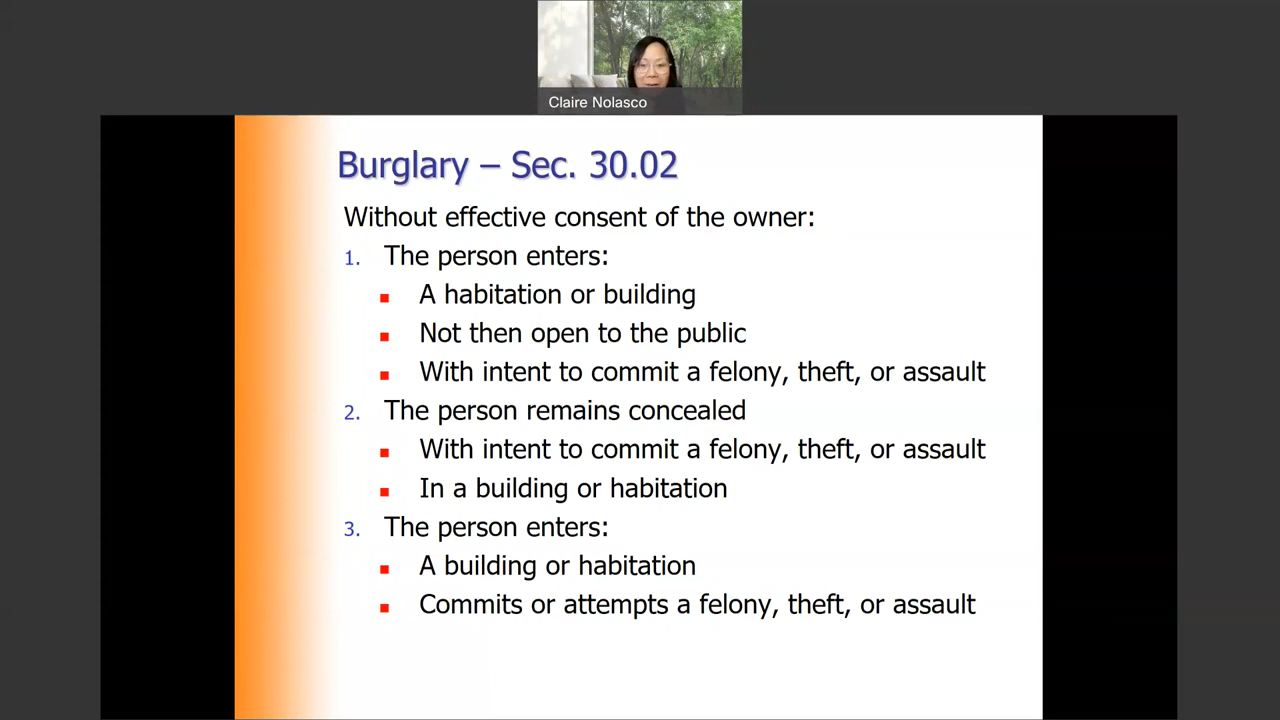 Claire Nolasco
Burglary – Sec. 30.02
Without effective consent of the owner:
1. The person enters:
■ A habitation or building
■ Not then open to the public
■ With intent to commit a felony, theft, or assault
2. The person remains concealed
■ With intent to commit a felony, theft, or assault
■ In a building or habitation
3. The person enters:
■ A building or habitation
■ Commits or attempts a felony, theft, or assault